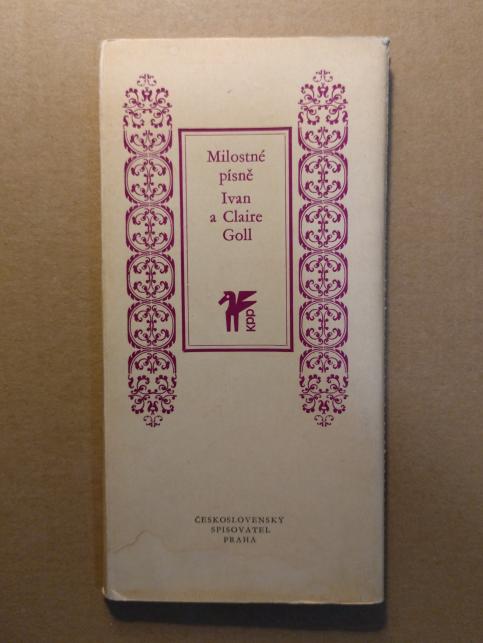 Milostné
písně
Ivan
a Claire
Goll
kpp
ČESKOSLOVENSKÝ
SPISOVATEL
PRAHA